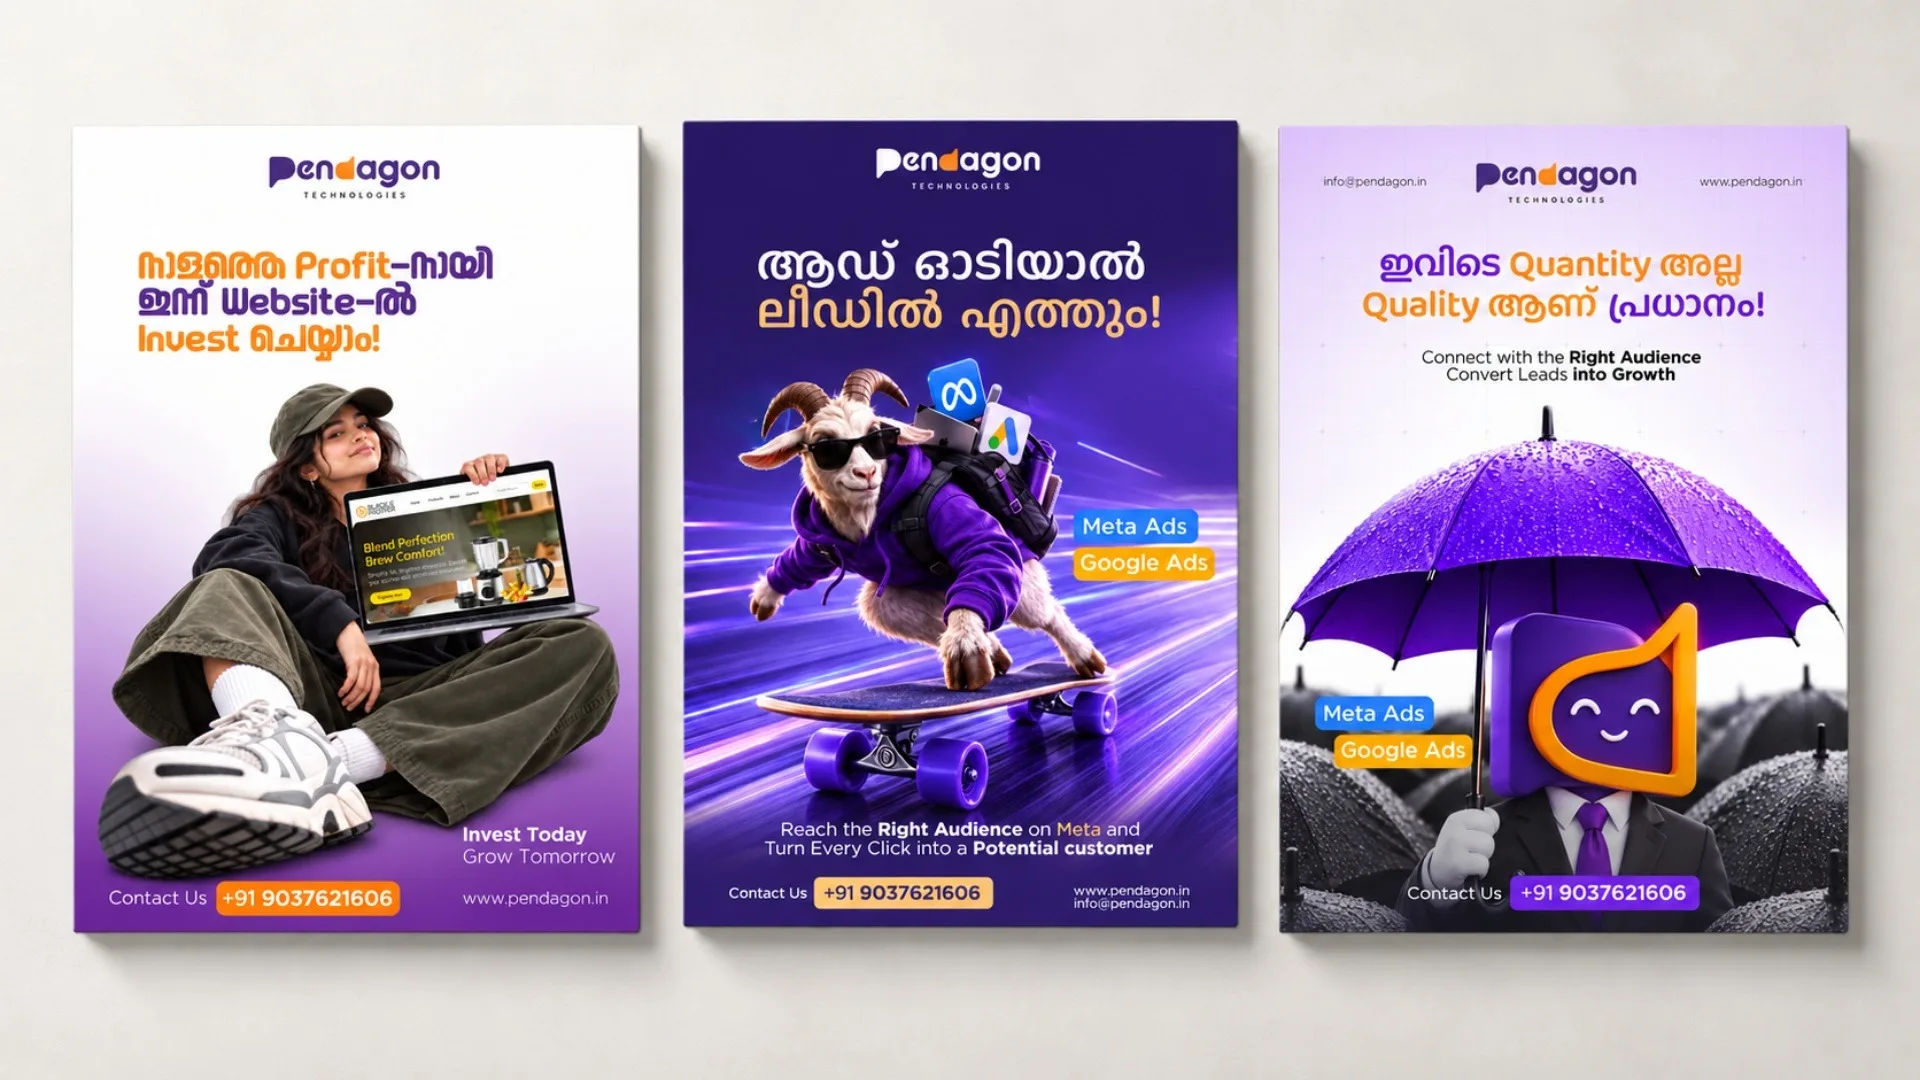 Pendagon
TECHNOLOGIES
നാളത്തെ Profit-നായി
ഇന്ന് Website-ൽ
Invest ചെയ്യാം!
Home Products About Contact
Blend Perfection
Brew Comfort!
Invest Today
Grow Tomorrow
Contact Us +91 9037621606
www.pendagon.in
Pendagon
TECHNOLOGIES
ആഡ് ഓടിയാൽ
ലീഡിൽ എത്തും!
Meta Ads
Google Ads
Reach the Right Audience on Meta and
Turn Every Click into a Potential customer
Contact Us +91 9037621606
www.pendagon.in
info@pendagon.in
info@pendagon.in
Pendagon
TECHNOLOGIES
www.pendagon.in
ഇവിടെ Quantity അല്ല
Quality ആണ് പ്രധാനം!
Connect with the Right Audience
Convert Leads into Growth
Meta Ads
Google Ads
Contact Us +91 9037621606